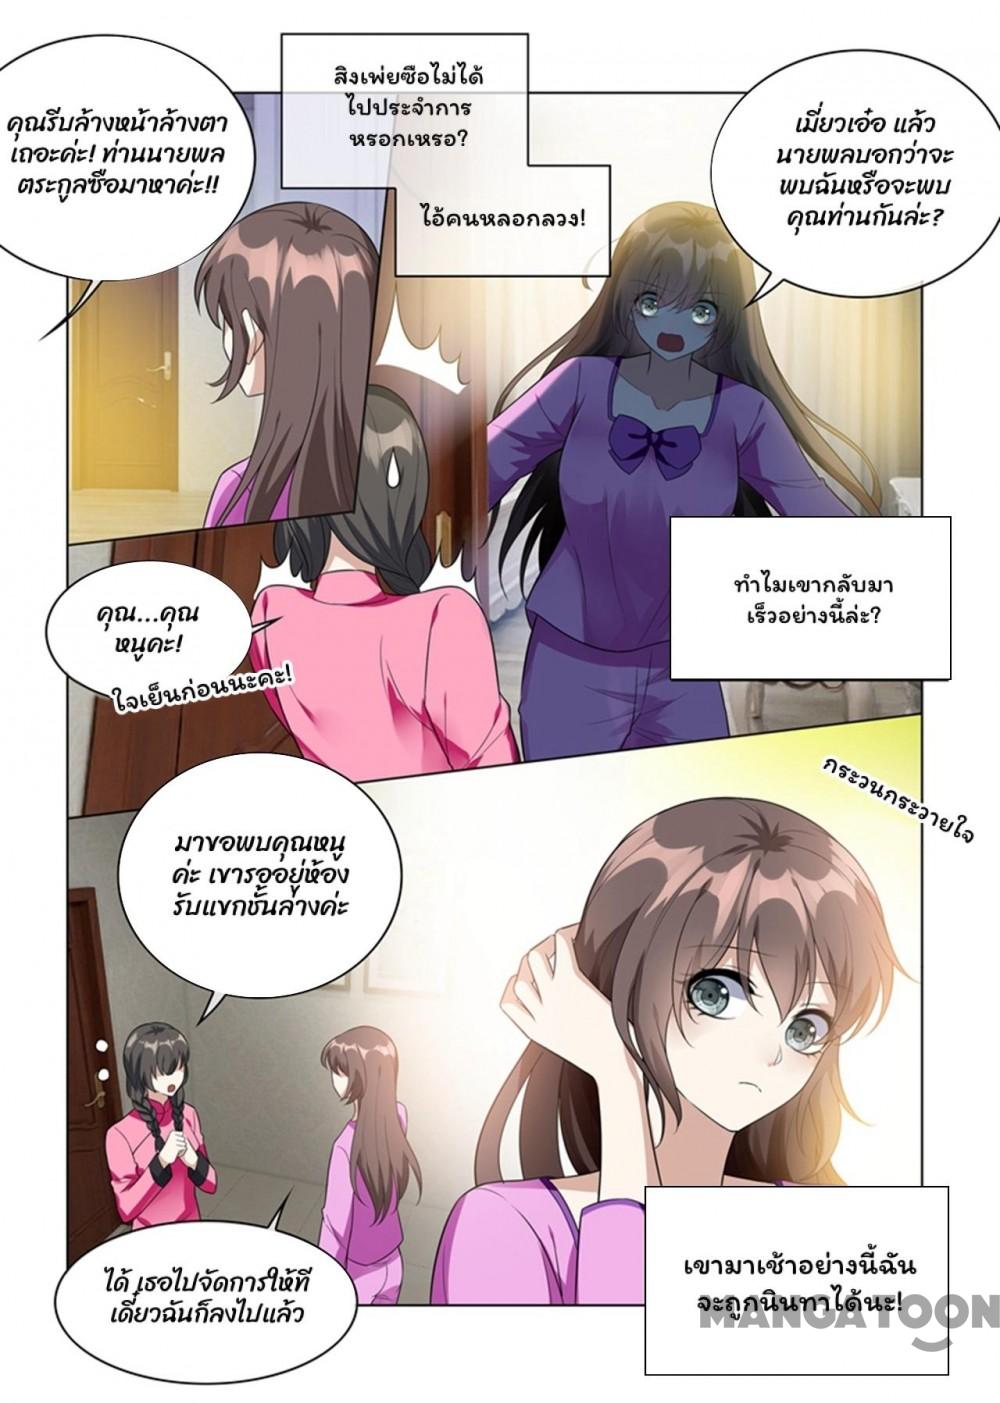 คุณรีบล้างหน้าล้างตา
เถอะค่ะ! ท่านนายพล
ตระกูลซือมาหาค่ะ!!
สิงเพ่ยซือไม่ได้
ไปประจำการ
หรอกเหรอ?
ไอ้คนหลอกลวง!
เมี่ยวเอ๋อ แล้ว
นายพลบอกว่าจะ
พบฉันหรือจะพบ
คุณท่านกันล่ะ?
ทำไมเขากลับมา
เร็วอย่างนี้ล่ะ?
คุณ...คุณ
หนูคะ!
ใจเย็นก่อนนะคะ!
กระวนกระวายใจ
มาขอพบคุณหนู
ค่ะ เขารออยู่ห้อง
รับแขกชั้นล่างค่ะ
ได้ เธอไปจัดการให้ที
เดี๋ยวฉันก็ลงไปแล้ว
เขามาเช้าอย่างนี้ฉัน
จะถูกนินทาได้นะ!
MANGATOON